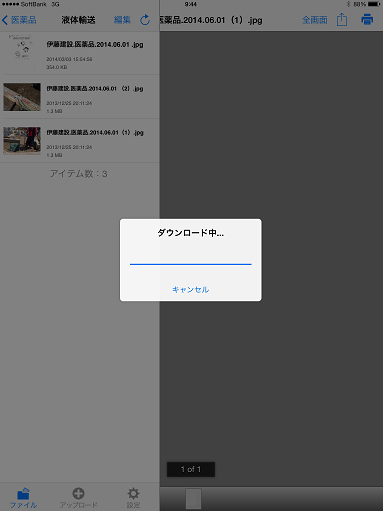 SoftBank 3G
9:44
88%
医薬品
液体輸送
編集
医薬品.2014.06.01（1）.jpg
全画面
伊藤建設.医薬品.2014.06.01 .jpg
2014/03/03 15:54:56
354.0 KB
伊藤建設.医薬品.2014.06.01 （2）.jpg
2013/12/25 20:11:24
1.3 MB
伊藤建設.医薬品.2014.06.01（1）.jpg
2013/12/25 20:11:24
1.3 MB
アイテム数：3
ダウンロード中...
キャンセル
1 of 1
ファイル
アップロード
設定